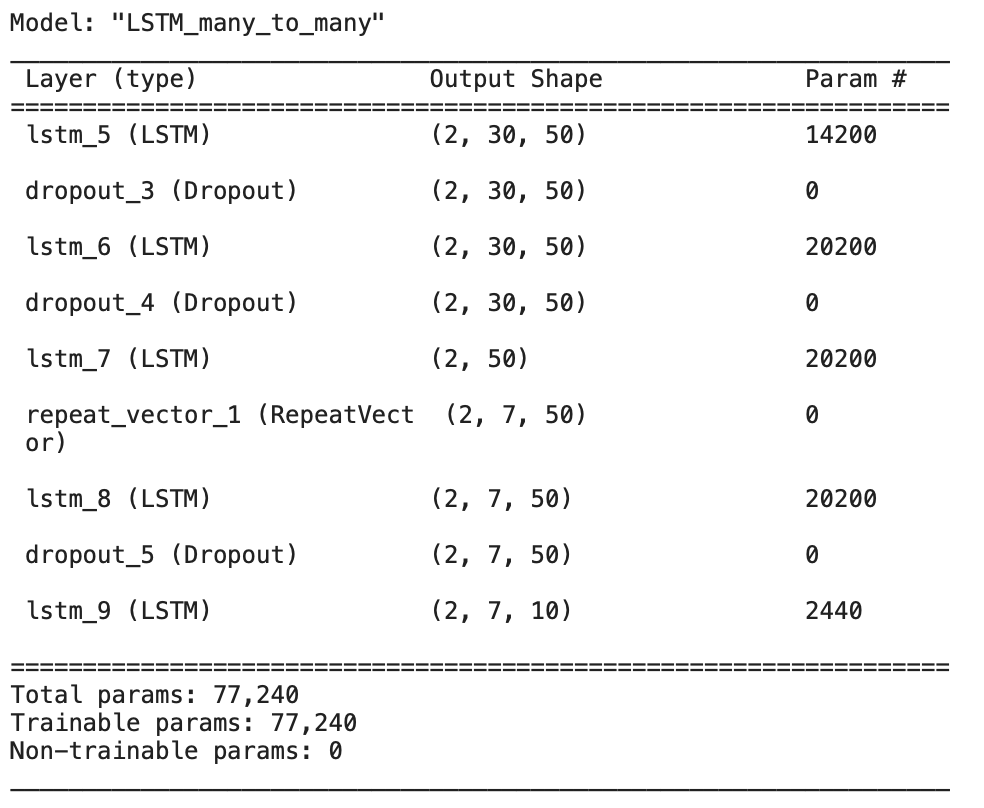 Model: "LSTM_many_to_many"
Layer (type) Output Shape Param #
lstm_5 (LSTM) (2, 30, 50) 14200
dropout_3 (Dropout) (2, 30, 50) 0
lstm_6 (LSTM) (2, 30, 50) 20200
dropout_4 (Dropout) (2, 30, 50) 0
lstm_7 (LSTM) (2, 50) 20200
repeat_vector_1 (RepeatVect (2, 7, 50) 0
or)
lstm_8 (LSTM) (2, 7, 50) 20200
dropout_5 (Dropout) (2, 7, 50) 0
lstm_9 (LSTM) (2, 7, 10) 2440
Total params: 77,240
Trainable params: 77,240
Non-trainable params: 0